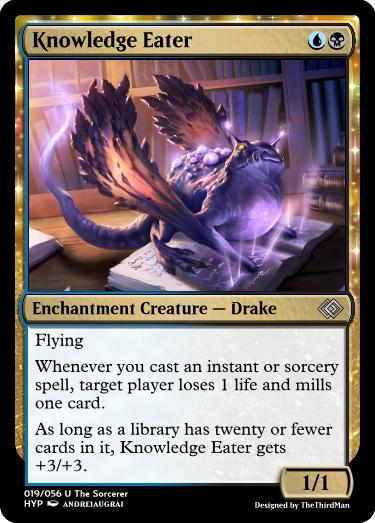 Knowledge Eater
Enchantment Creature — Drake
Flying
Whenever you cast an instant or sorcery
spell, target player loses 1 life and mills
one card.
As long as a library has twenty or fewer
cards in it, Knowledge Eater gets
+3/+3.
1/1
019/056 U The Sorcerer
HYP ANDREIAUGRAI
Designed by TheThirdMan